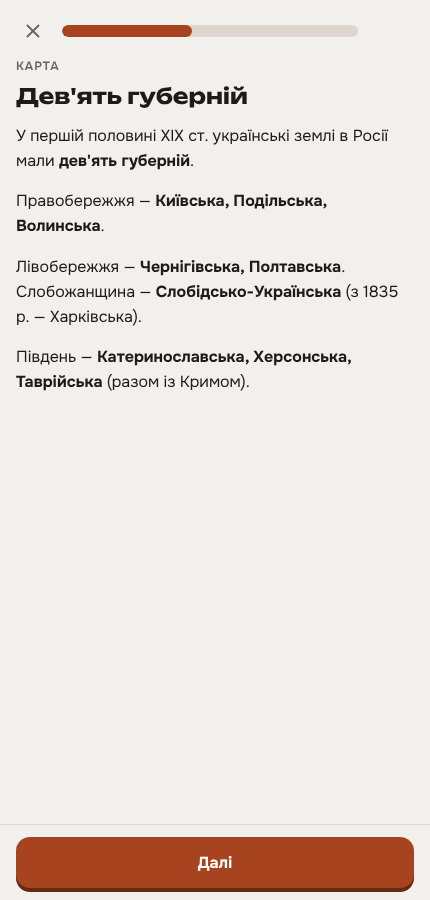 КАРТА
Дев'ять губерній
У першій половині XIX ст. українські землі в Росії
мали дев'ять губерній.
Правобережжя — Київська, Подільська,
Волинська.
Лівобережжя — Чернігівська, Полтавська.
Слобожанщина — Слобідсько-Українська (з 1835
р. — Харківська).
Південь — Катеринославська, Херсонська,
Таврійська (разом із Кримом).
Далі